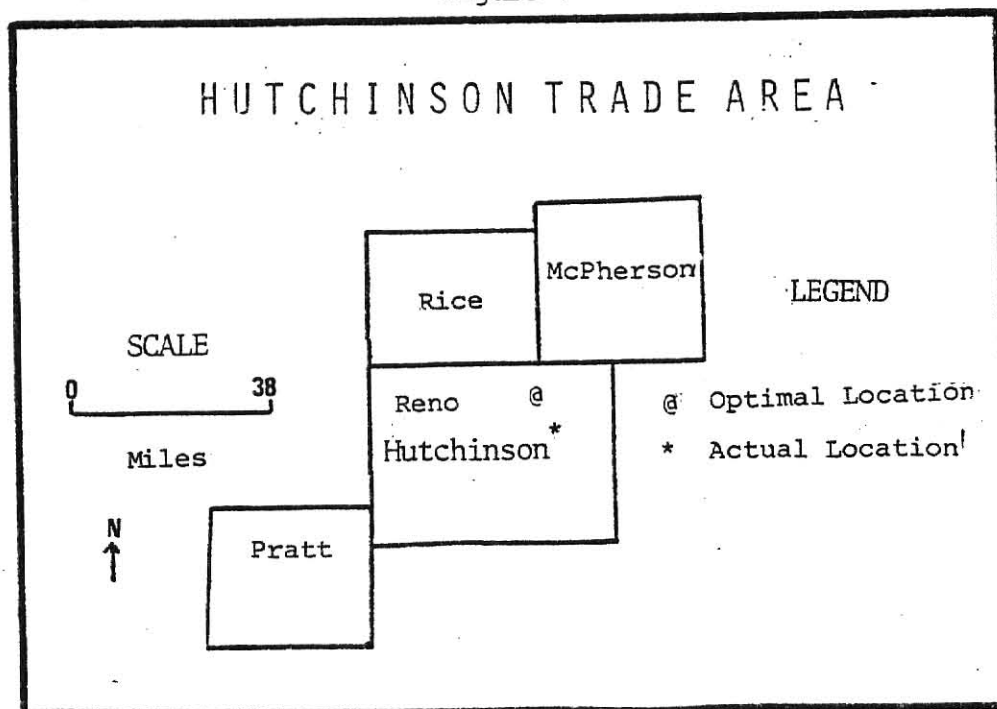 HUTCHINSON TRADE AREA
McPherson
Rice
LEGEND
SCALE
0 38
Miles
Reno @
Hutchinson *
@ Optimal Location
* Actual Location
N
Pratt